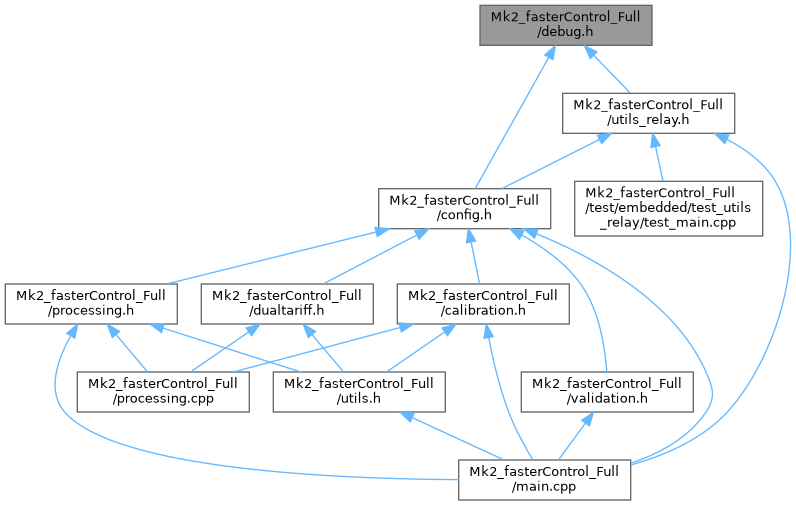 Mk2_fasterControl_Full
/debug.h
Mk2_fasterControl_Full
/utils_relay.h
Mk2_fasterControl_Full
/config.h
Mk2_fasterControl_Full
/test/embedded/test_utils
_relay/test_main.cpp
Mk2_fasterControl_Full
/processing.h
Mk2_fasterControl_Full
/dualtariff.h
Mk2_fasterControl_Full
/calibration.h
Mk2_fasterControl_Full
/processing.cpp
Mk2_fasterControl_Full
/utils.h
Mk2_fasterControl_Full
/validation.h
Mk2_fasterControl_Full
/main.cpp